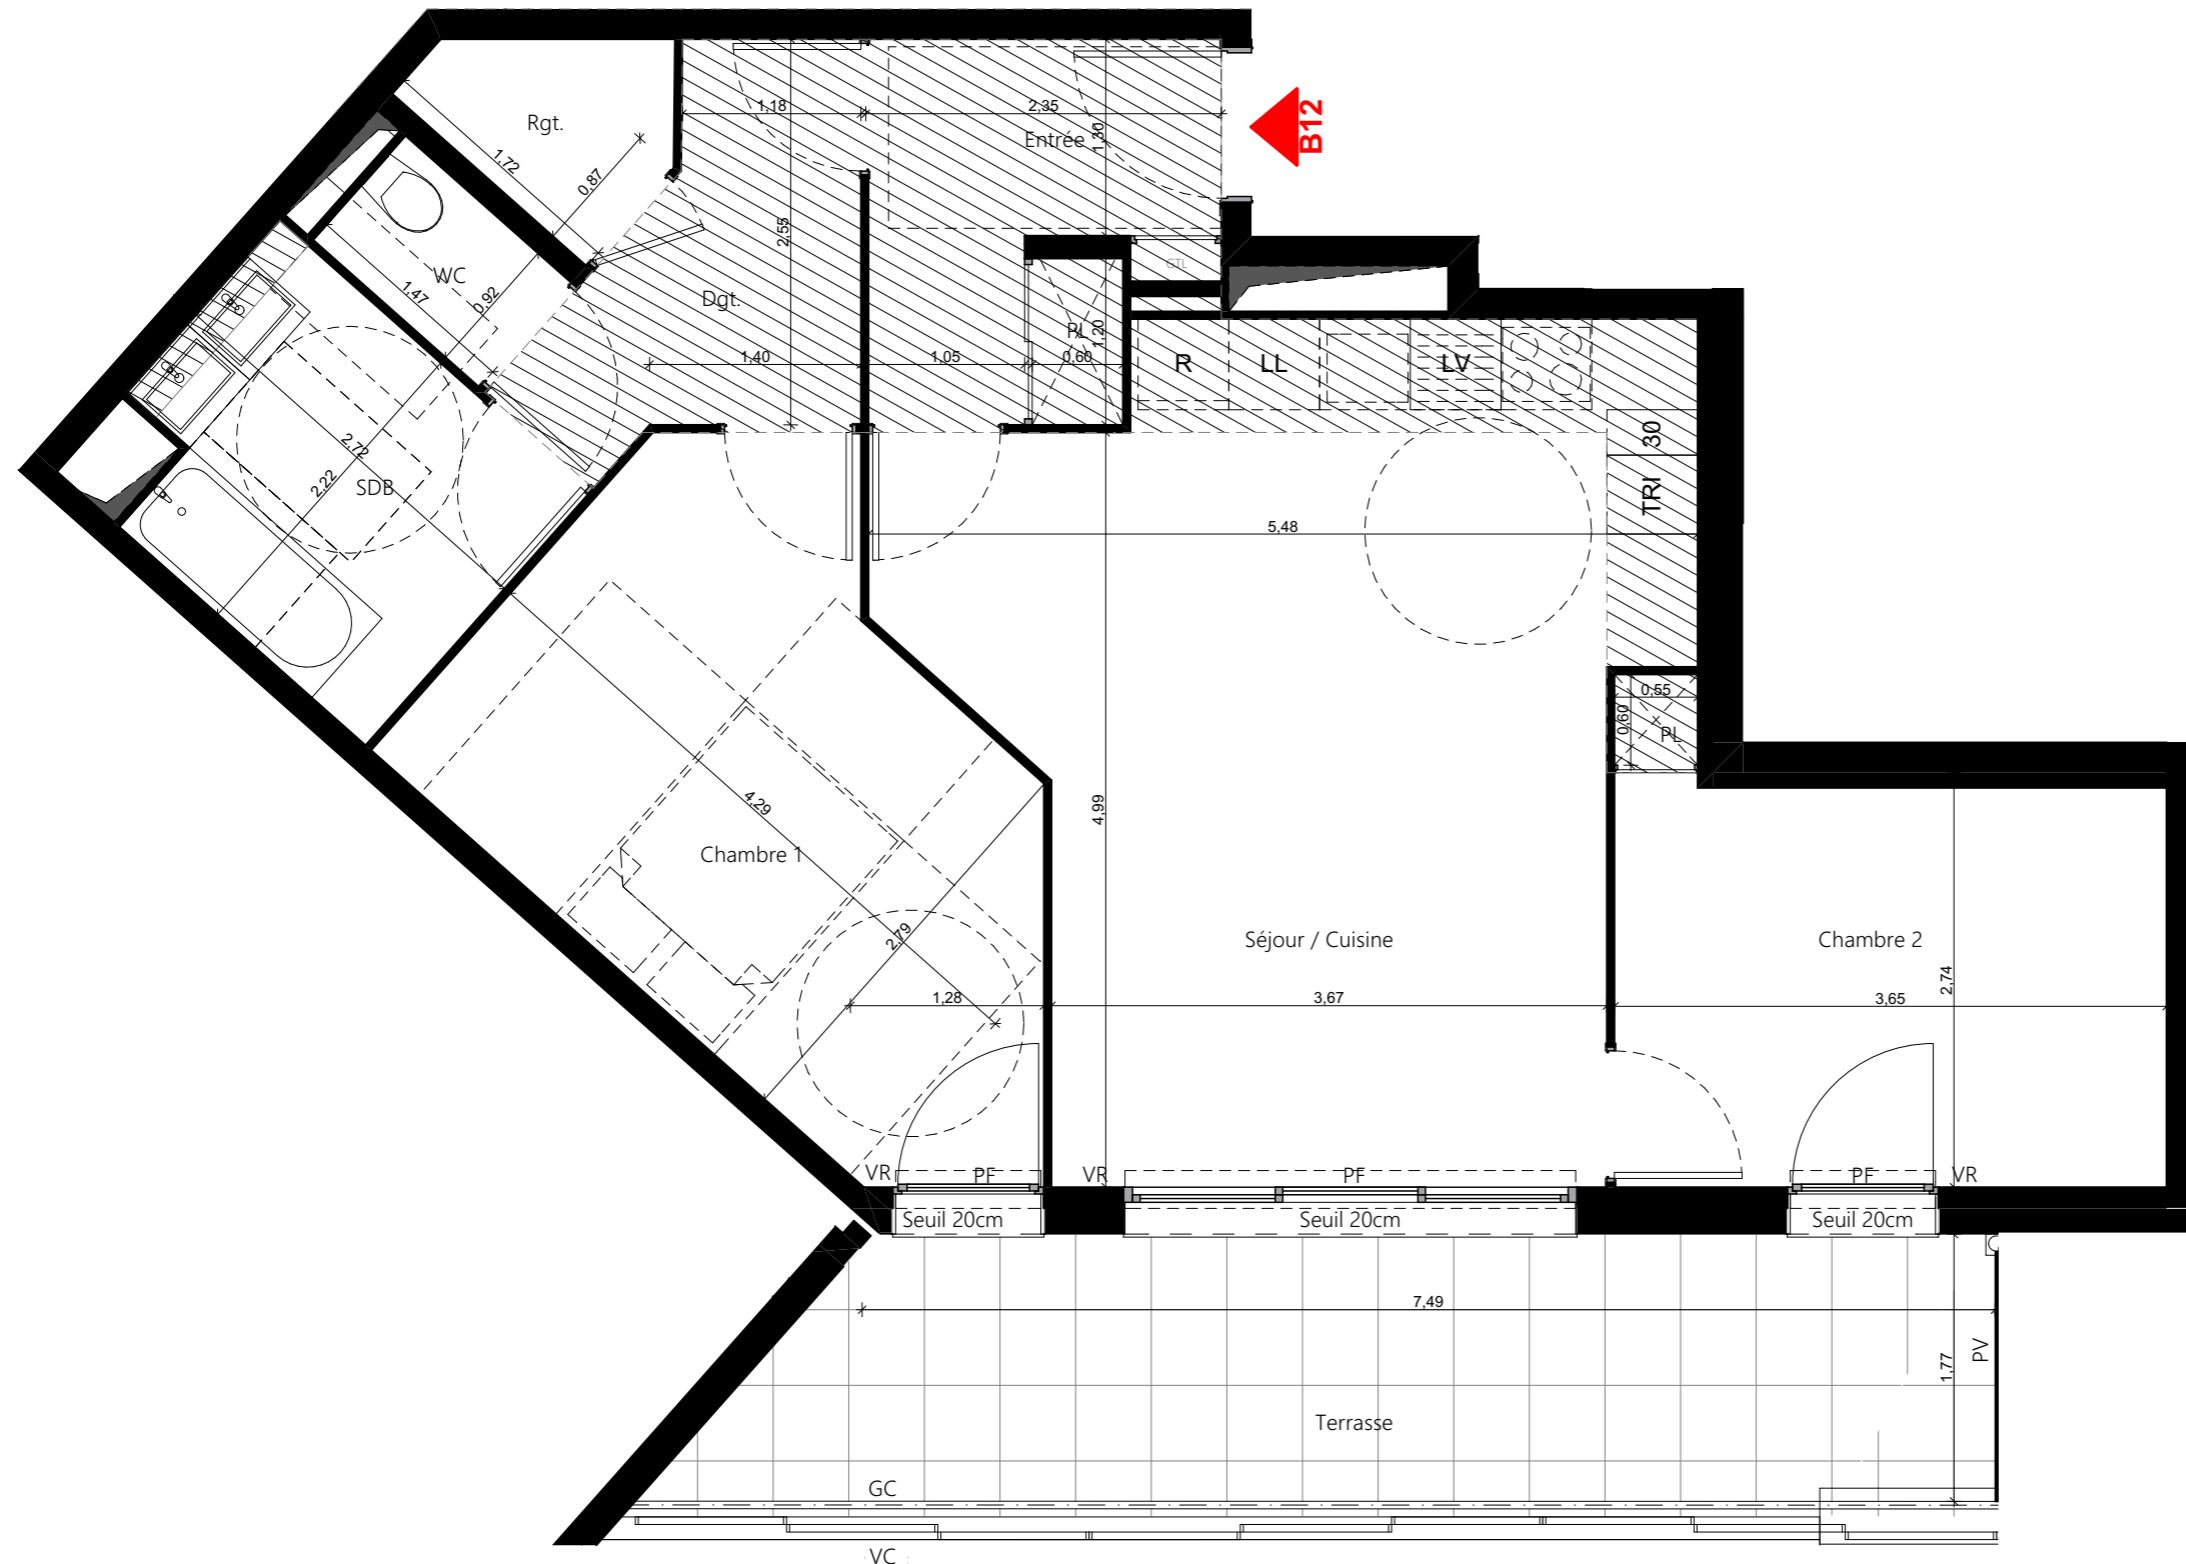 Rgt.
1,18
2,35
Entrée
1,30
B12
1,72
0,87
2,55
WC
1,47
0,92
Dgt.
GTL
PL
1,20
1,40
1,05
0,60
R
LL
LV
30
TRI
2,72
2,22
SDB
5,48
0,55
0,60
PL
4,29
4,99
Chambre 1
2,79
Séjour / Cuisine
Chambre 2
2,74
1,28
3,67
3,65
VR
PF
VR
PF
PF
VR
Seuil 20cm
Seuil 20cm
Seuil 20cm
7,49
PV
1,77
Terrasse
GC
VC